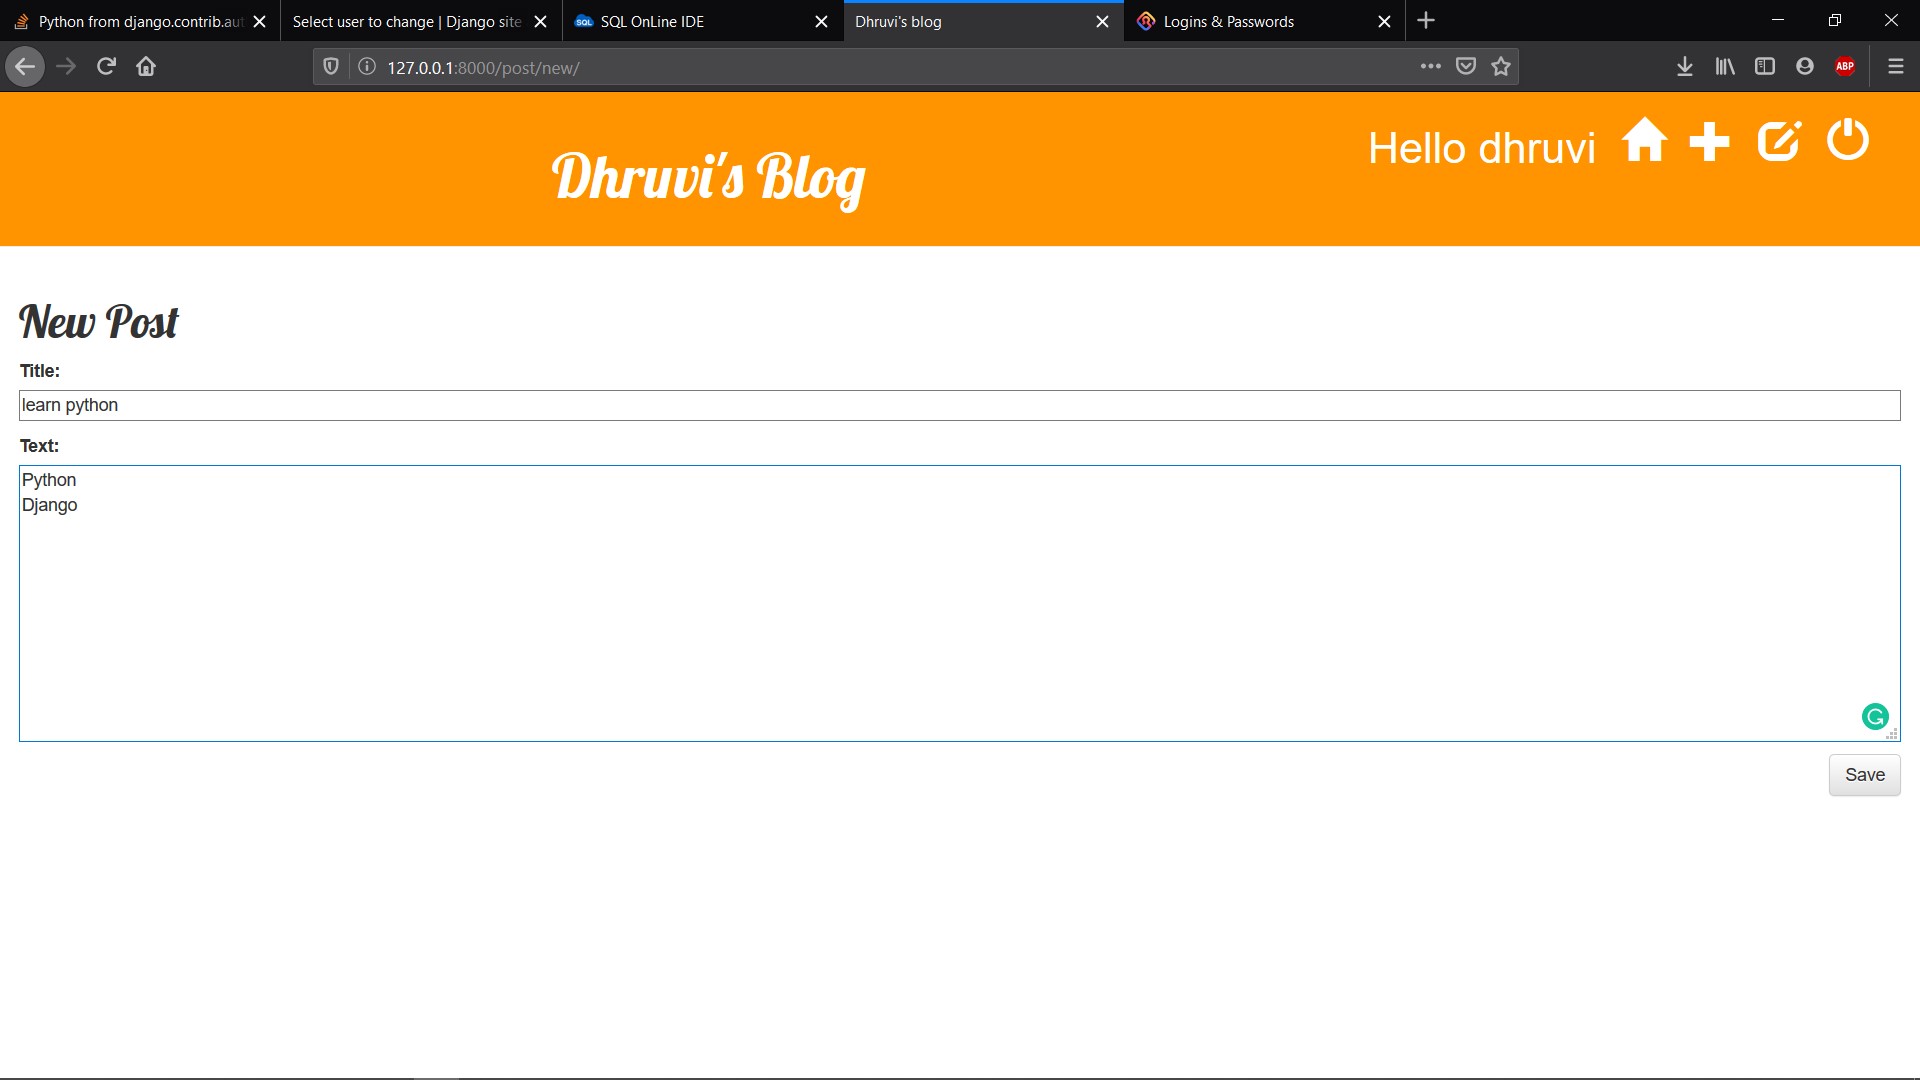 Python from django.contrib.aut
Select user to change | Django site
SQL OnLine IDE
Dhruvi's blog
Logins & Passwords
127.0.0.1:8000/post/new/
ABP
Dhruvi's Blog
Hello dhruvi
New Post
Title:
learn python
Text:
Python
Django
Save